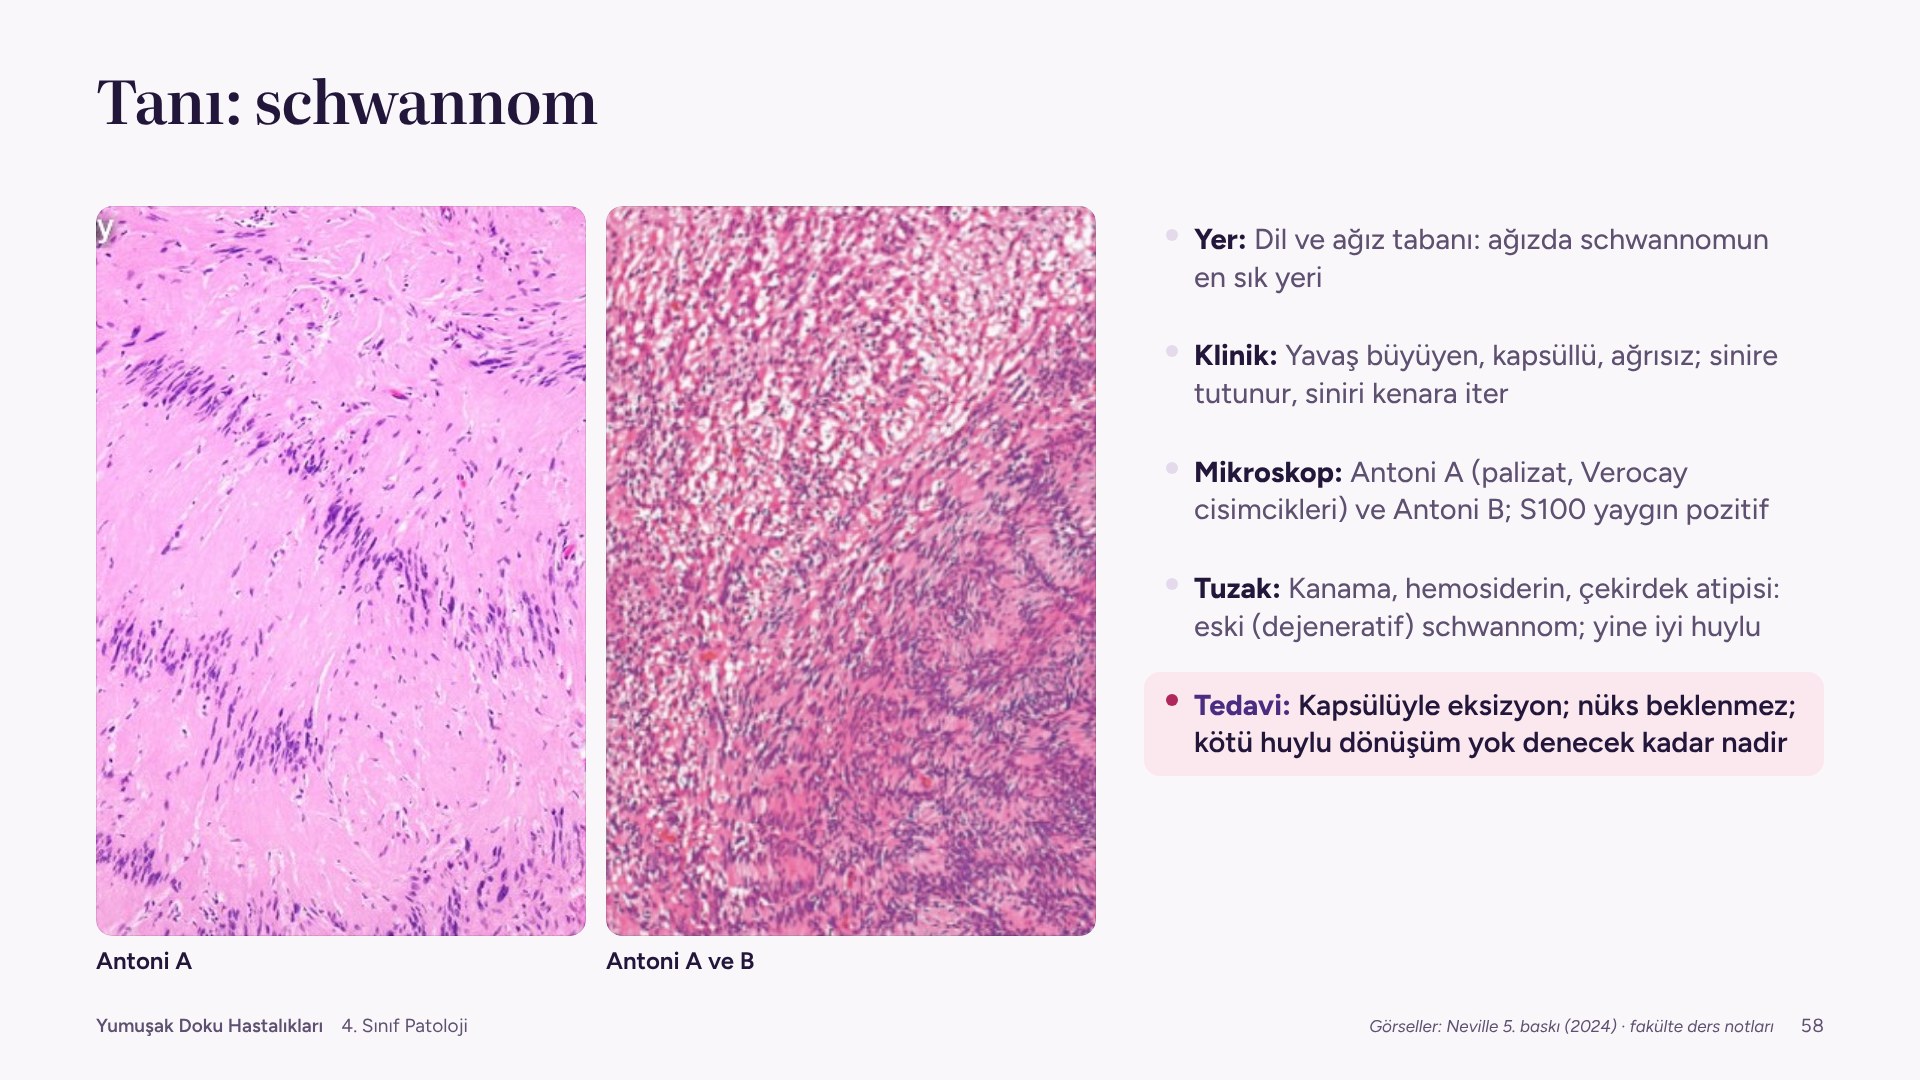 Tanı: schwannom
y
Antoni A
Antoni A ve B
Yer: Dil ve ağız tabanı: ağızda schwannomun
en sık yeri
Klinik: Yavaş büyüyen, kapsüllü, ağrısız; sinire
tutunur, siniri kenara iter
Mikroskop: Antoni A (palizat, Verocay
cisimcikleri) ve Antoni B; S100 yaygın pozitif
Tuzak: Kanama, hemosiderin, çekirdek atipisi:
eski (dejeneratif) schwannom; yine iyi huylu
Tedavi: Kapsülüyle eksizyon; nüks beklenmez;
kötü huylu dönüşüm yok denecek kadar nadir
Yumuşak Doku Hastalıkları 4. Sınıf Patoloji
Görseller: Neville 5. baskı (2024) · fakülte ders notları 58